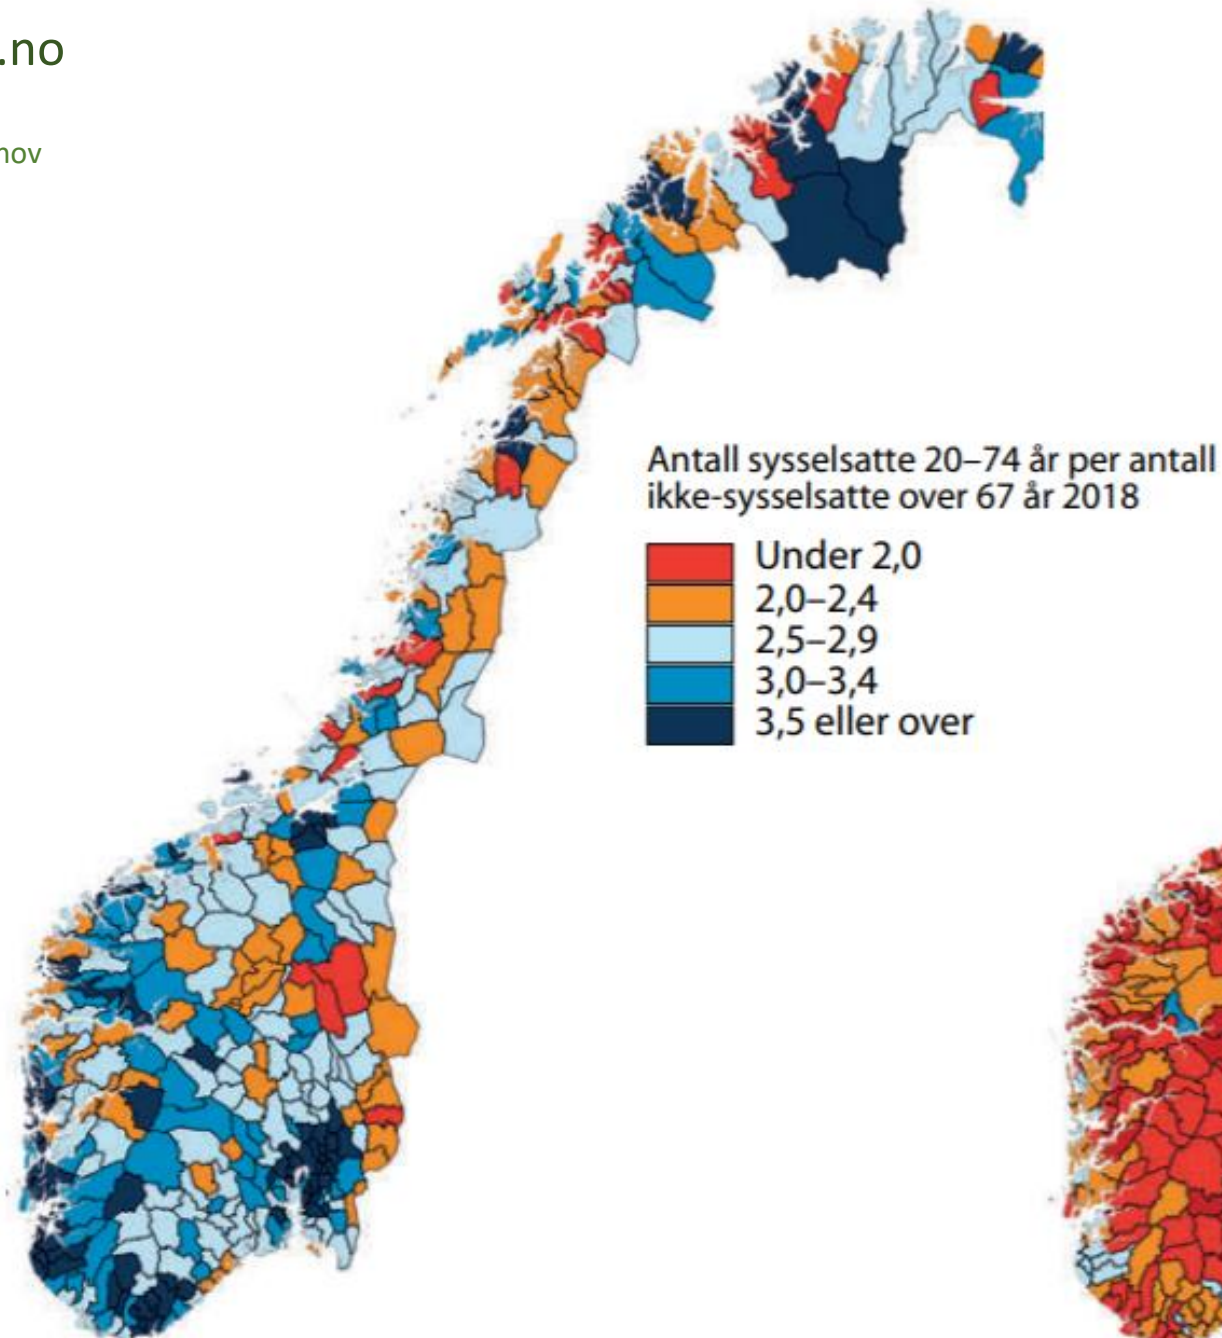 .no
nov
Antall sysselsatte 20–74 år per antall
ikke-sysselsatte over 67 år 2018
Under 2,0
2,0–2,4
2,5–2,9
3,0–3,4
3,5 eller over